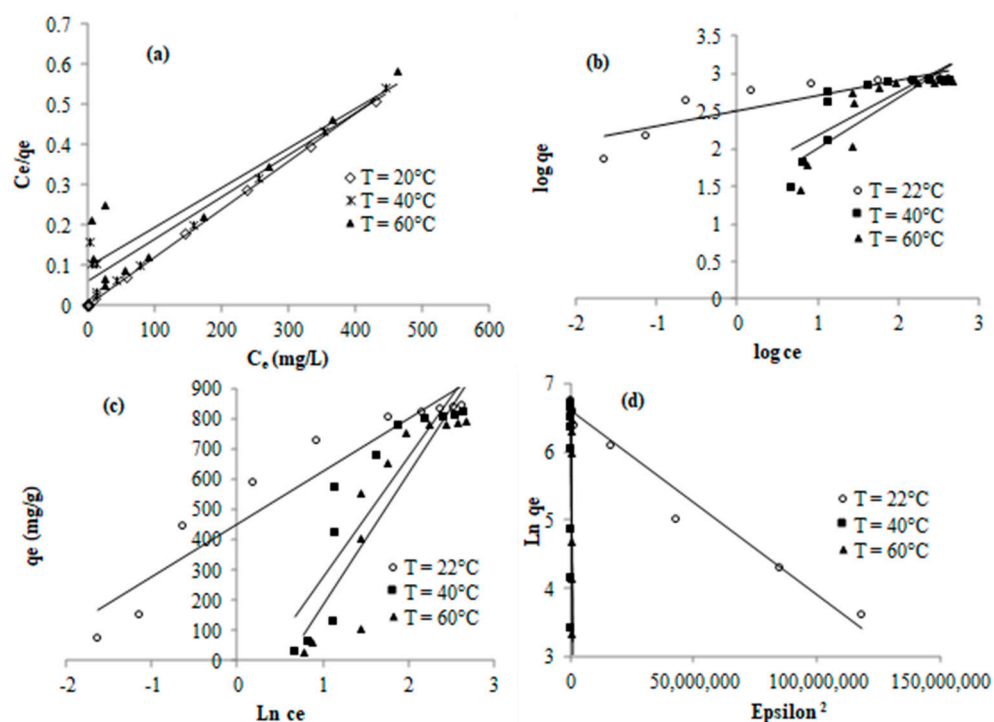 (a)
0.7
0.6
0.5
0.4
0.3
0.2
0.1
0
Ce/qe
T = 20°C
T = 40°C
T = 60°C
0 100 200 300 400 500 600
Ce (mg/L)
(b)
3.5
3
2.5
2
1.5
1
0.5
0
log qe
T = 22°C
T = 40°C
T = 60°C
-2 -1 0 1 2 3
log ce
(c)
900
800
700
600
500
400
300
200
100
0
qe (mg/g)
T = 22°C
T = 40°C
T = 60°C
-2 -1 0 1 2 3
Ln ce
(d)
7
6
5
4
3
Ln qe
T = 22°C
T = 40°C
T = 60°C
0 50,000,000 100,000,000 150,000,000
Epsilon²